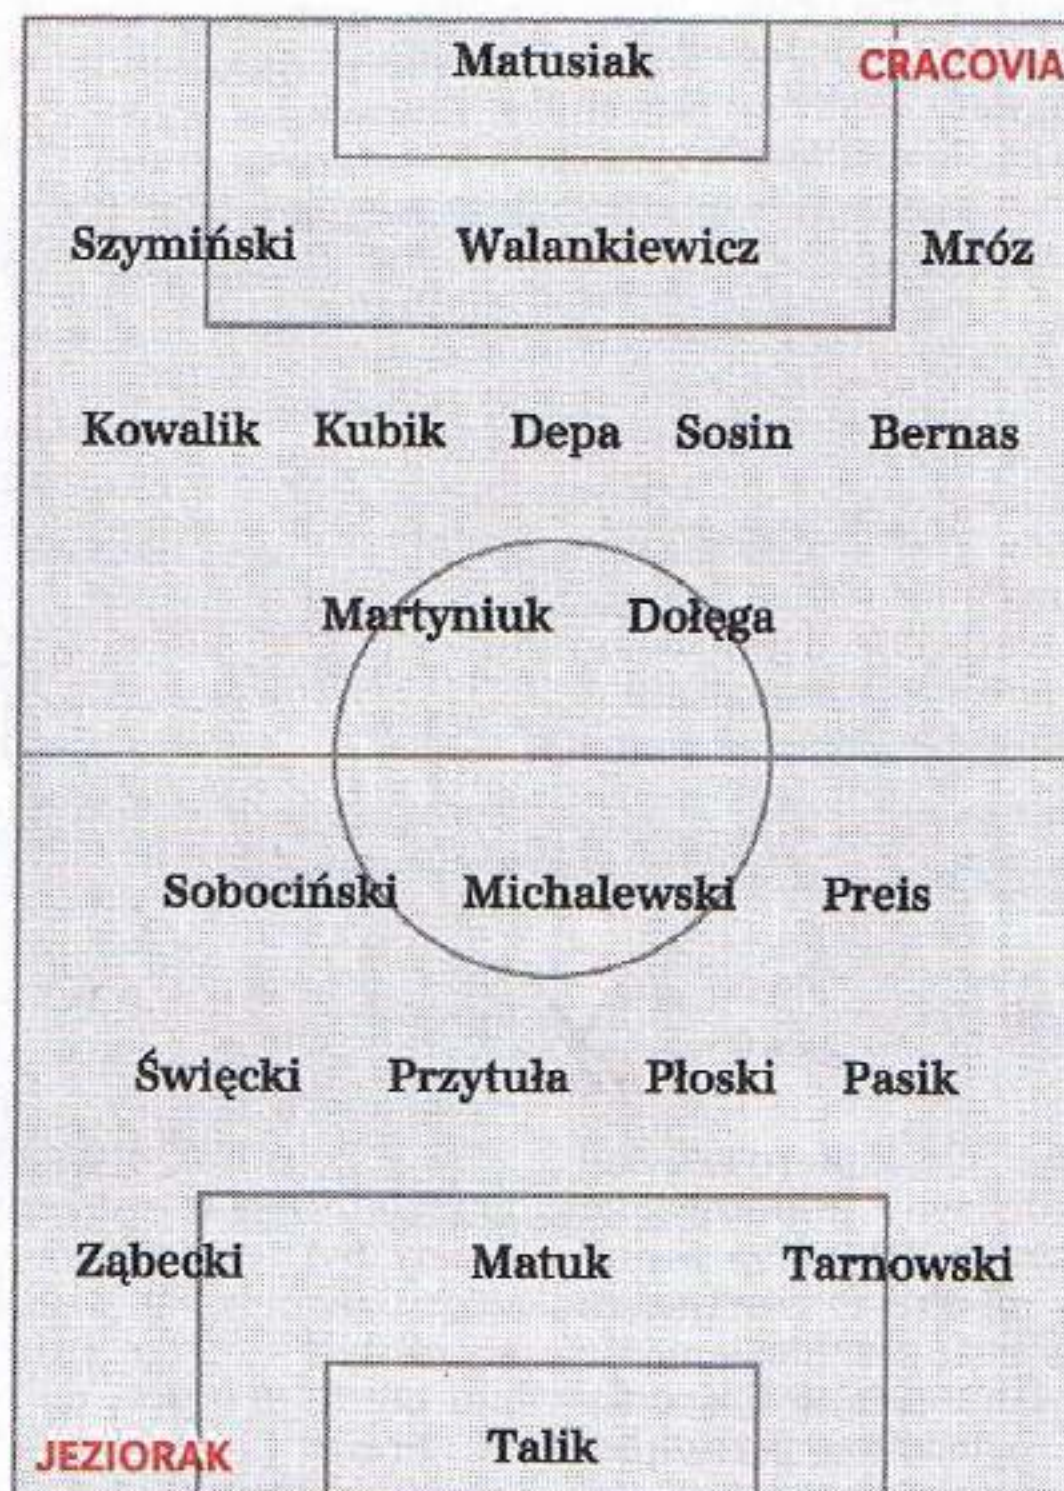 Matusiak CRACOVIA
Szymiński Walankiewicz Mróz
Kowalik Kubik Depa Sosin Bernas
Martyniuk Dołęga
Sobociński Michalewski Preis
Święcki Przytuła Płoski Pasik
Ząbecki Matuk Tarnowski
JEZIORAK Talik